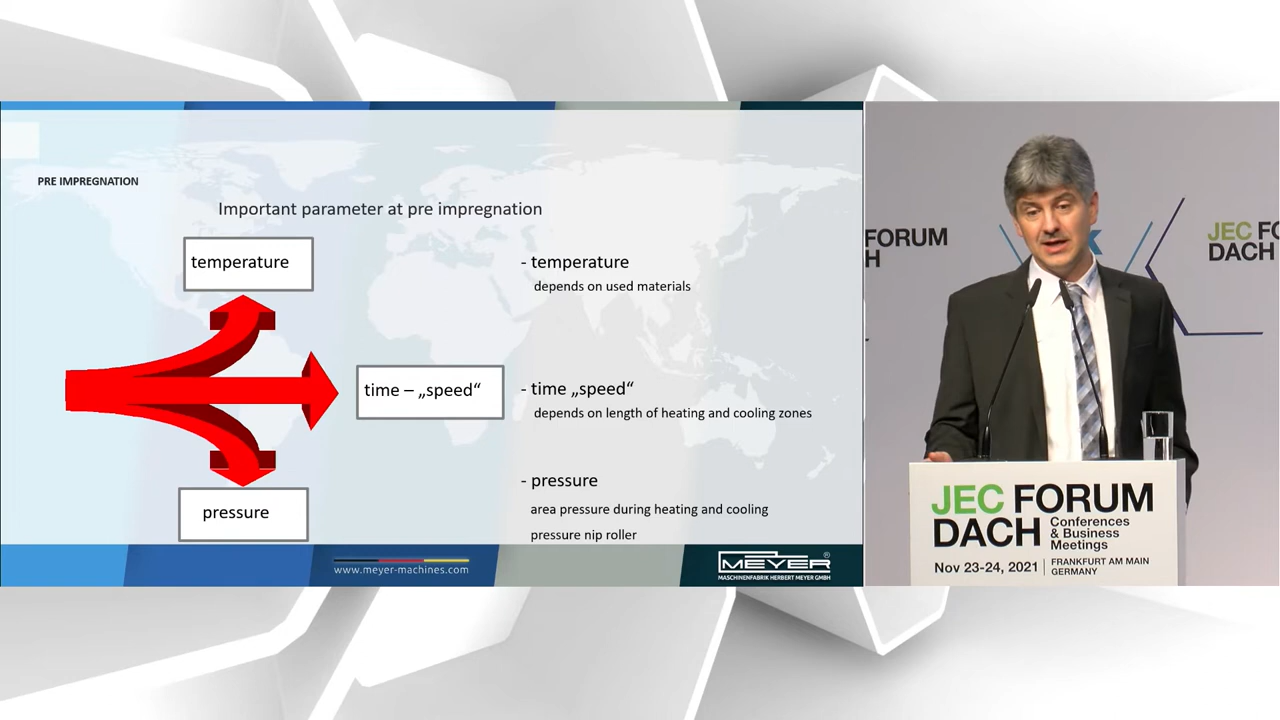 PRE IMPREGNATION
Important parameter at pre impregnation
temperature
time – „speed“
pressure
- temperature
depends on used materials
- time „speed“
depends on length of heating and cooling zones
- pressure
area pressure during heating and cooling
pressure nip roller
www.meyer-machines.com
MEYER®
MASCHINENFABRIK HERBERT MEYER GMBH
FORUM
H
JEC FO
DACH
JEC FORUM
DACH Conferences
& Business
Meetings
Nov 23-24, 2021 | FRANKFURT AM MAIN
GERMANY